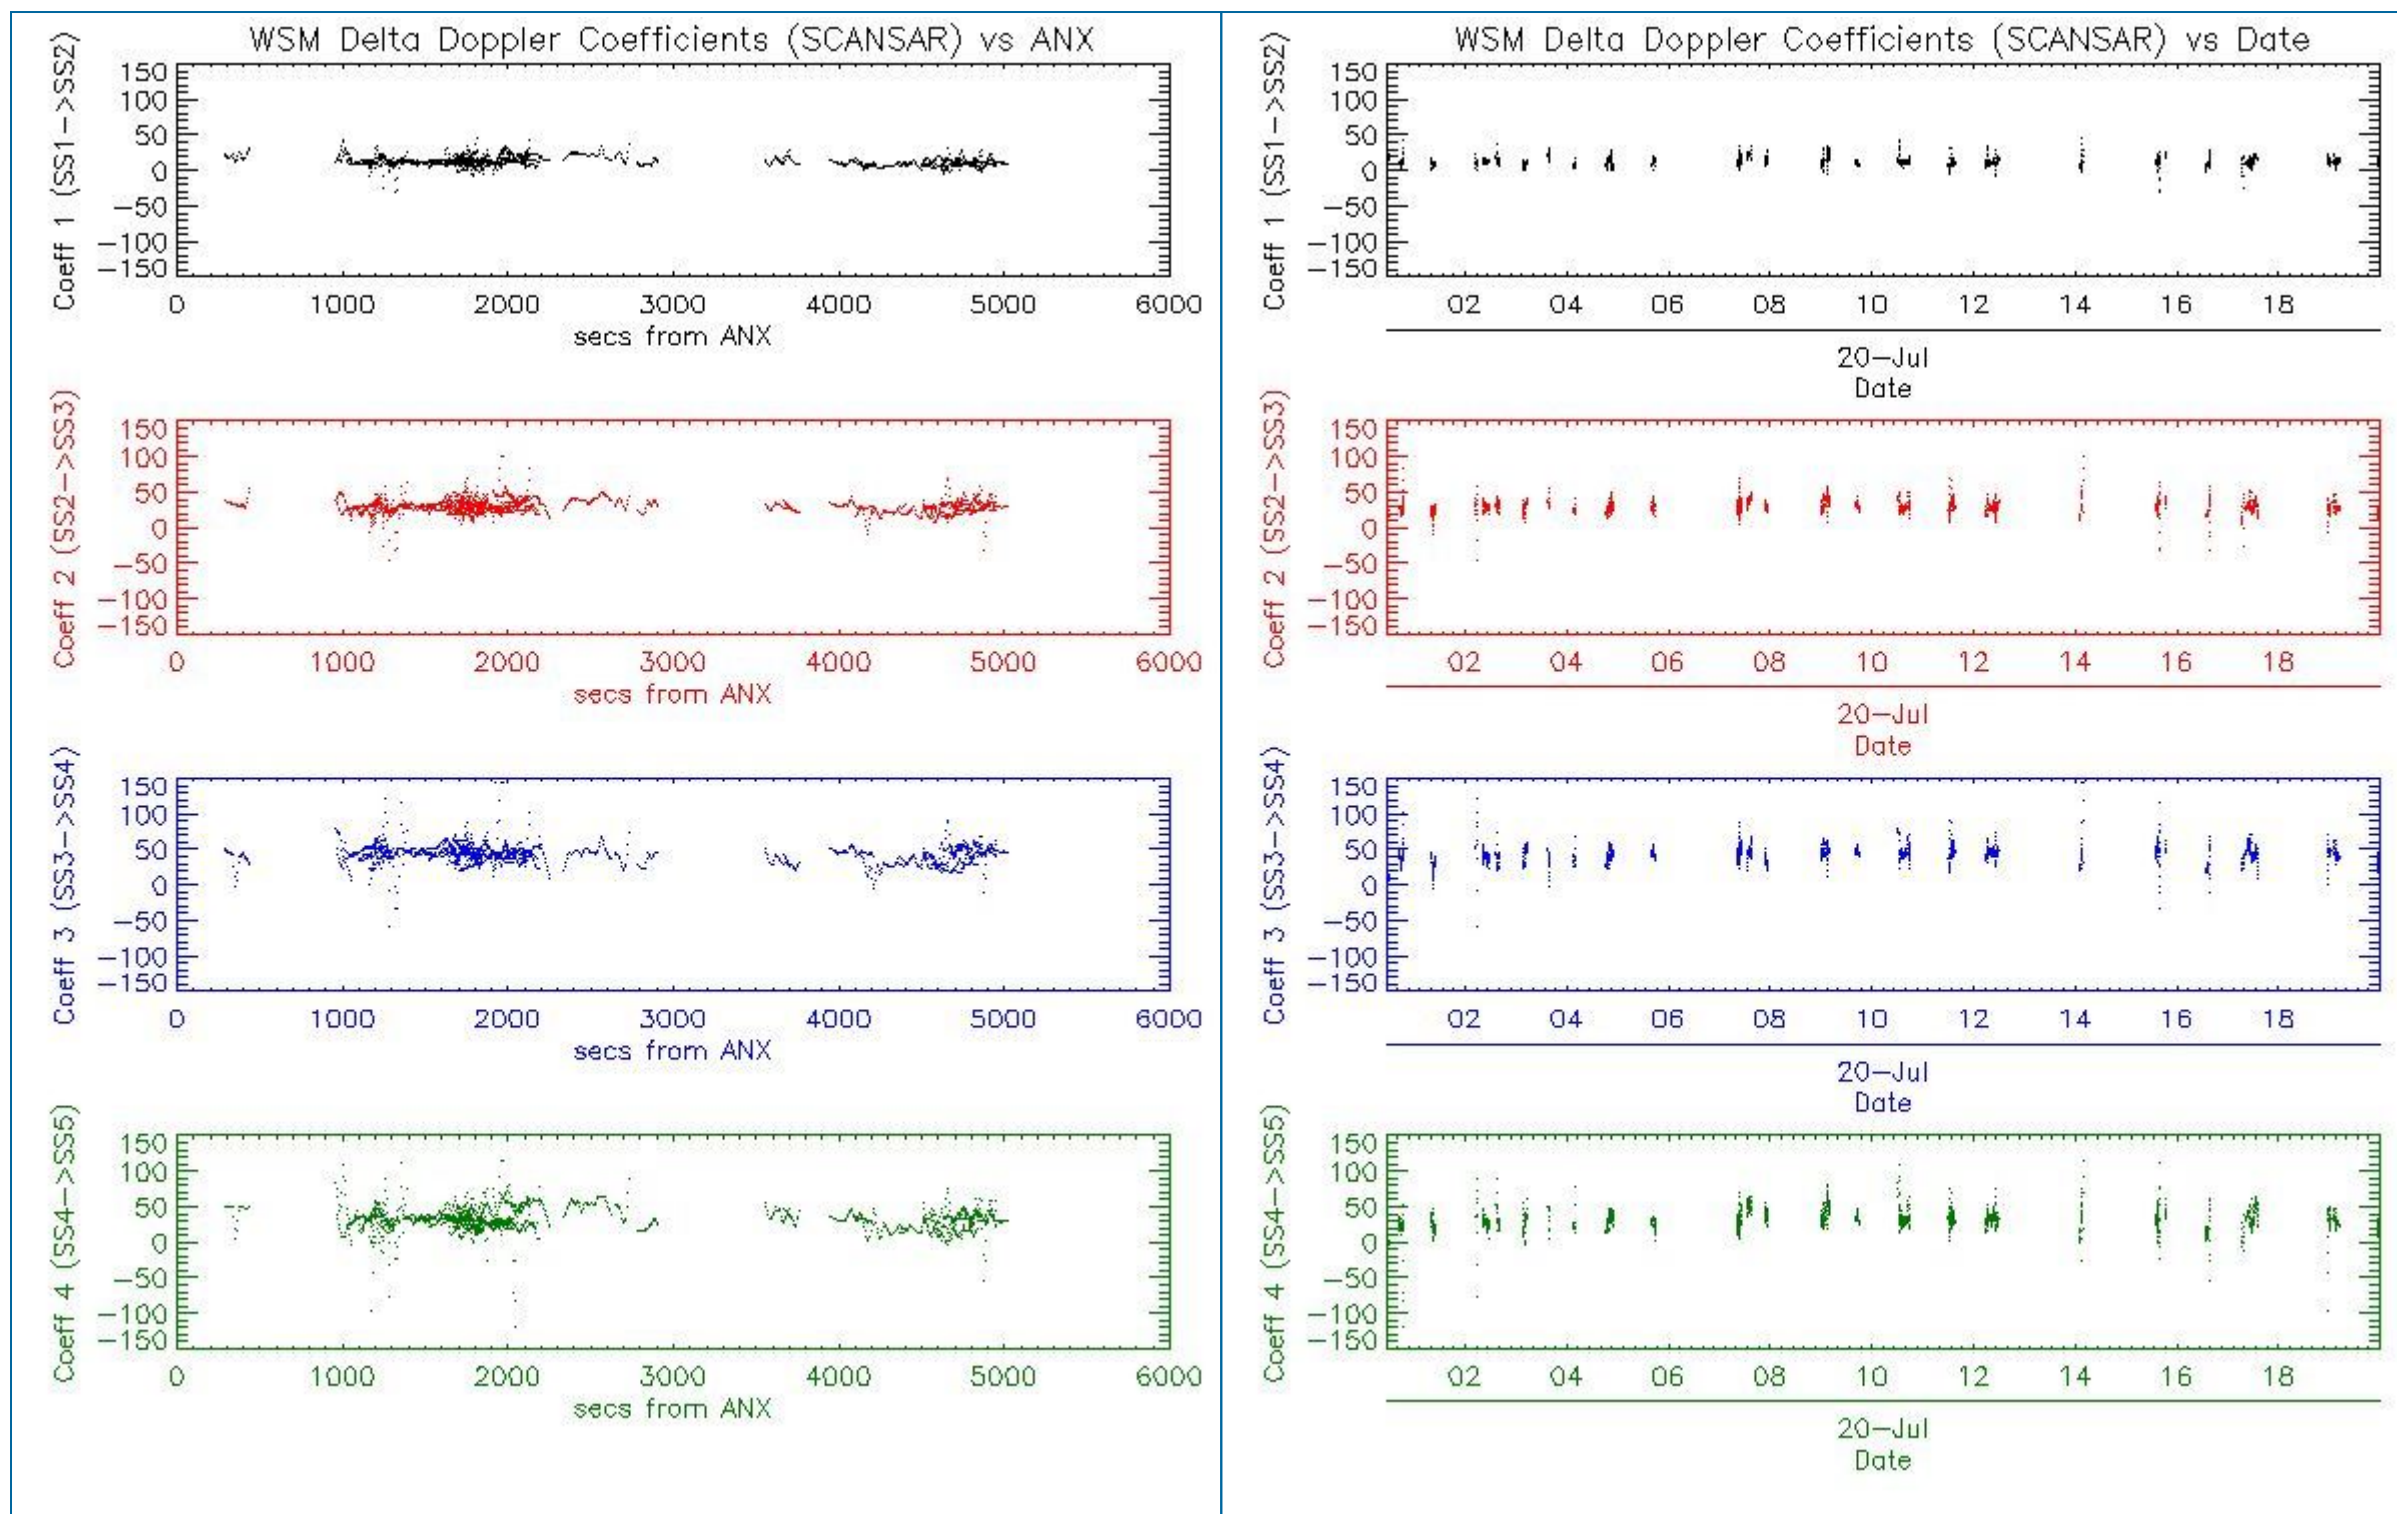 WSM Delta Doppler Coefficients (SCANSAR) vs ANX
Coeff 1 (SS1->SS2)
150
100
50
0
-50
-100
-150
0 1000 2000 3000 4000 5000 6000
secs from ANX
Coeff 2 (SS2->SS3)
150
100
50
0
-50
-100
-150
0 1000 2000 3000 4000 5000 6000
secs from ANX
Coeff 3 (SS3->SS4)
150
100
50
0
-50
-100
-150
0 1000 2000 3000 4000 5000 6000
secs from ANX
Coeff 4 (SS4->SS5)
150
100
50
0
-50
-100
-150
0 1000 2000 3000 4000 5000 6000
secs from ANX
WSM Delta Doppler Coefficients (SCANSAR) vs Date
Coeff 1 (SS1->SS2)
150
100
50
0
-50
-100
-150
02 04 06 08 10 12 14 16 18
20-Jul
Date
Coeff 2 (SS2->SS3)
150
100
50
0
-50
-100
-150
02 04 06 08 10 12 14 16 18
20-Jul
Date
Coeff 3 (SS3->SS4)
150
100
50
0
-50
-100
-150
02 04 06 08 10 12 14 16 18
20-Jul
Date
Coeff 4 (SS4->SS5)
150
100
50
0
-50
-100
-150
02 04 06 08 10 12 14 16 18
20-Jul
Date